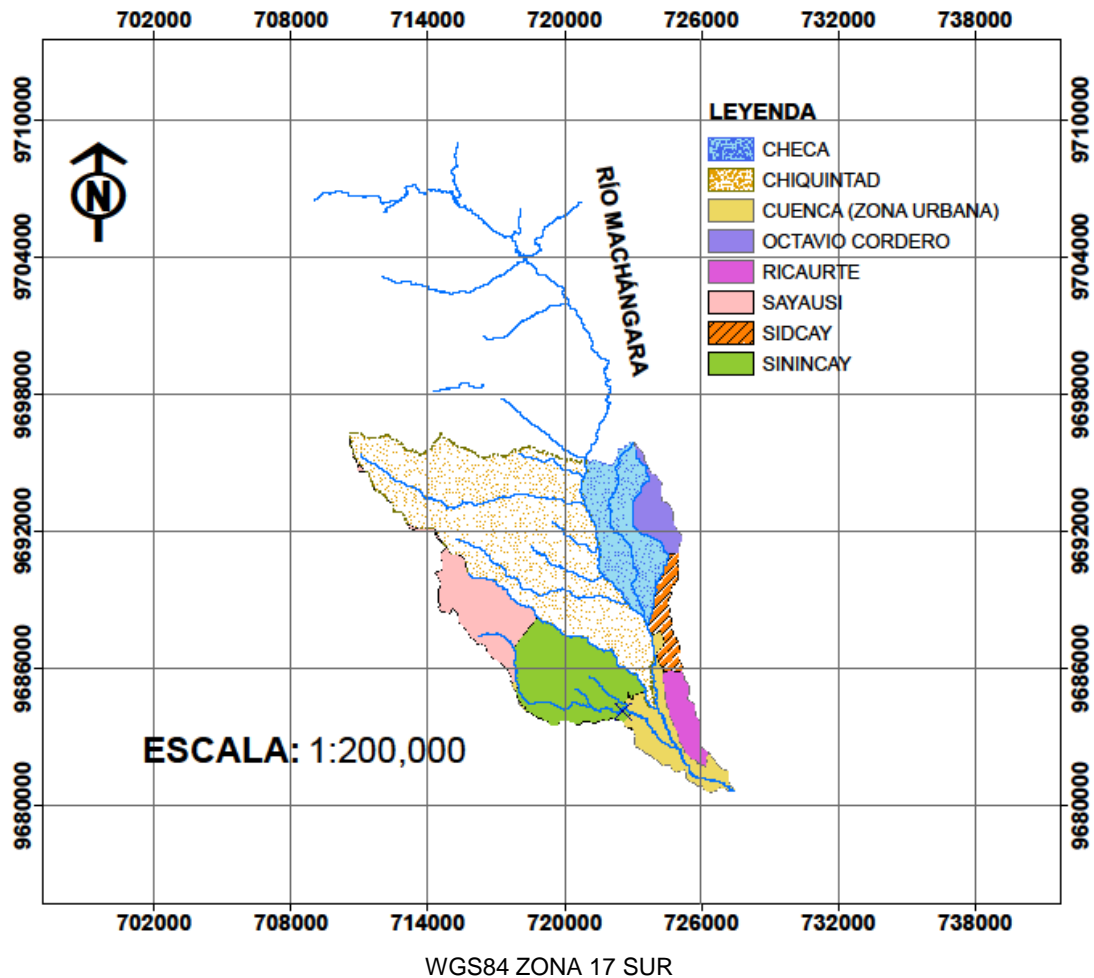 702000 708000 714000 720000 726000 732000 738000
9710000 9710000
LEYENDA
CHECA
CHIQUINTAD
CUENCA (ZONA URBANA)
OCTAVIO CORDERO
RICAURTE
SAYAUSI
SIDCAY
SININCAY
N
RÍO MACHÁNGARA
9704000 9704000
9698000 9698000
9692000 9692000
9686000 9686000
ESCALA: 1:200,000
9680000 9680000
702000 708000 714000 720000 726000 732000 738000
WGS84 ZONA 17 SUR